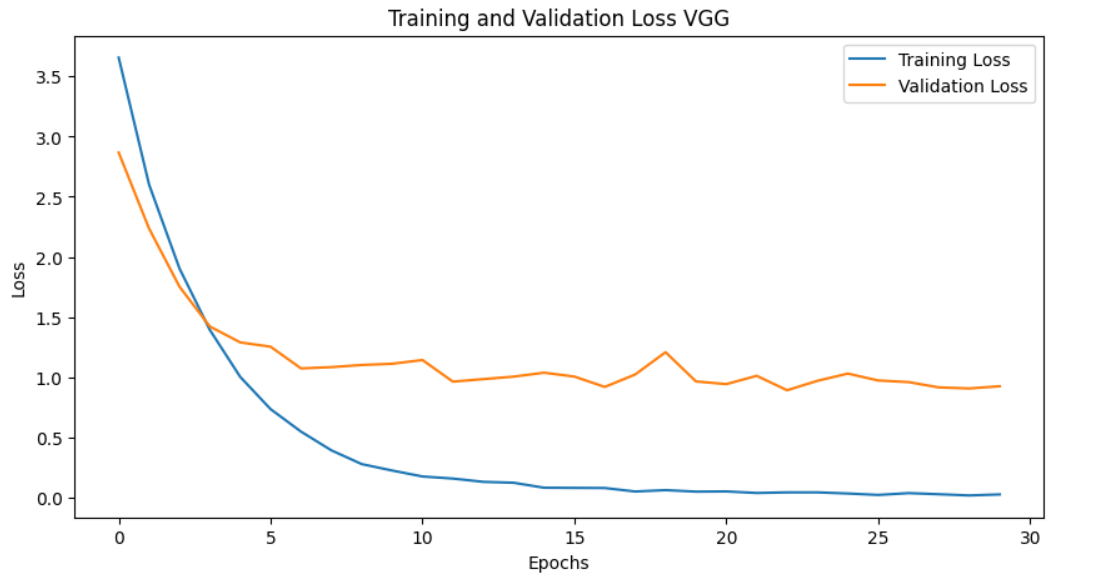 Training and Validation Loss VGG
Training Loss
Validation Loss
Loss
3.5
3.0
2.5
2.0
1.5
1.0
0.5
0.0
0 5 10 15 20 25 30
Epochs